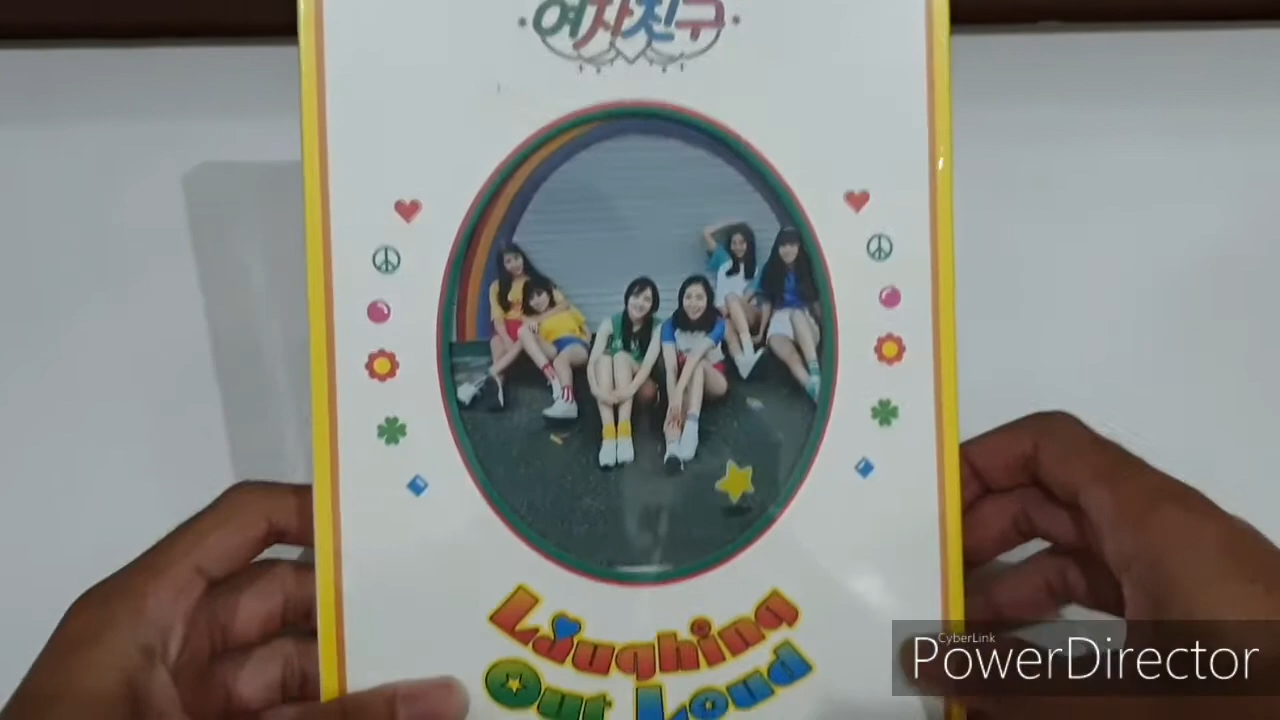 여자친구
Laughing
Out Loud
CyberLink
PowerDirector